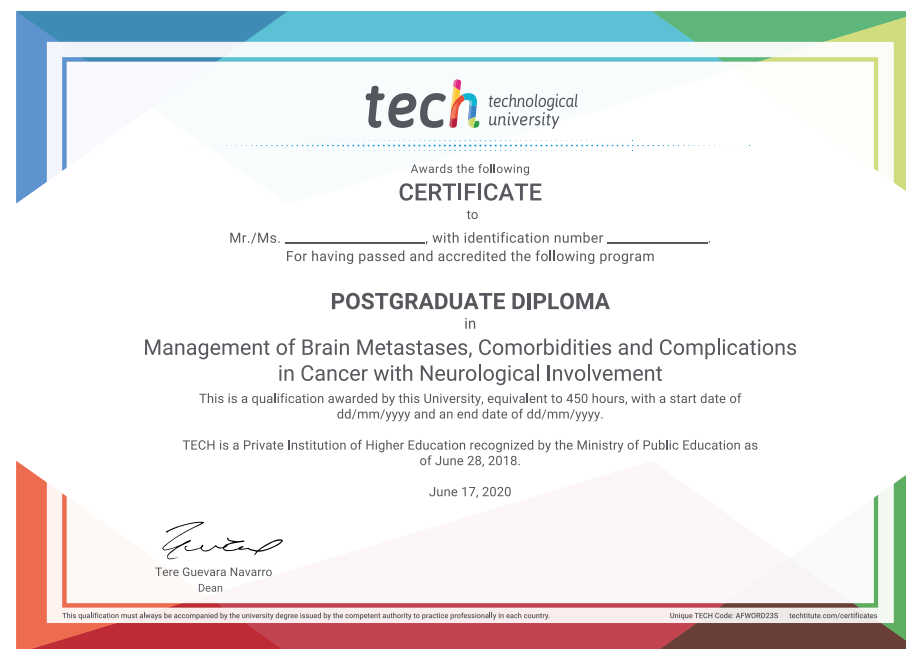 tech technological
university
Awards the following
CERTIFICATE
to
Mr./Ms. ____________________, with identification number ______________.
For having passed and accredited the following program
POSTGRADUATE DIPLOMA
in
Management of Brain Metastases, Comorbidities and Complications
in Cancer with Neurological Involvement
This is a qualification awarded by this University, equivalent to 450 hours, with a start date of
dd/mm/yyyy and an end date of dd/mm/yyyy.
TECH is a Private Institution of Higher Education recognized by the Ministry of Public Education as
of June 28, 2018.
June 17, 2020
Tere Guevara Navarro
Dean
This qualification must always be accompanied by the university degree issued by the competent authority to practice professionally in each country.
Unique TECH Code: AFWORD23S techtitute.com/certificates